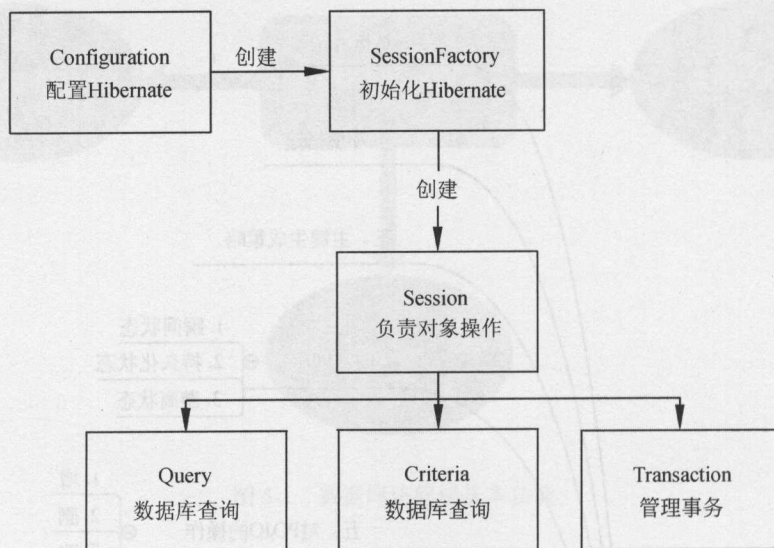 Configuration
配置Hibernate
创建
SessionFactory
初始化Hibernate
创建
Session
负责对象操作
Query
数据库查询
Criteria
数据库查询
Transaction
管理事务